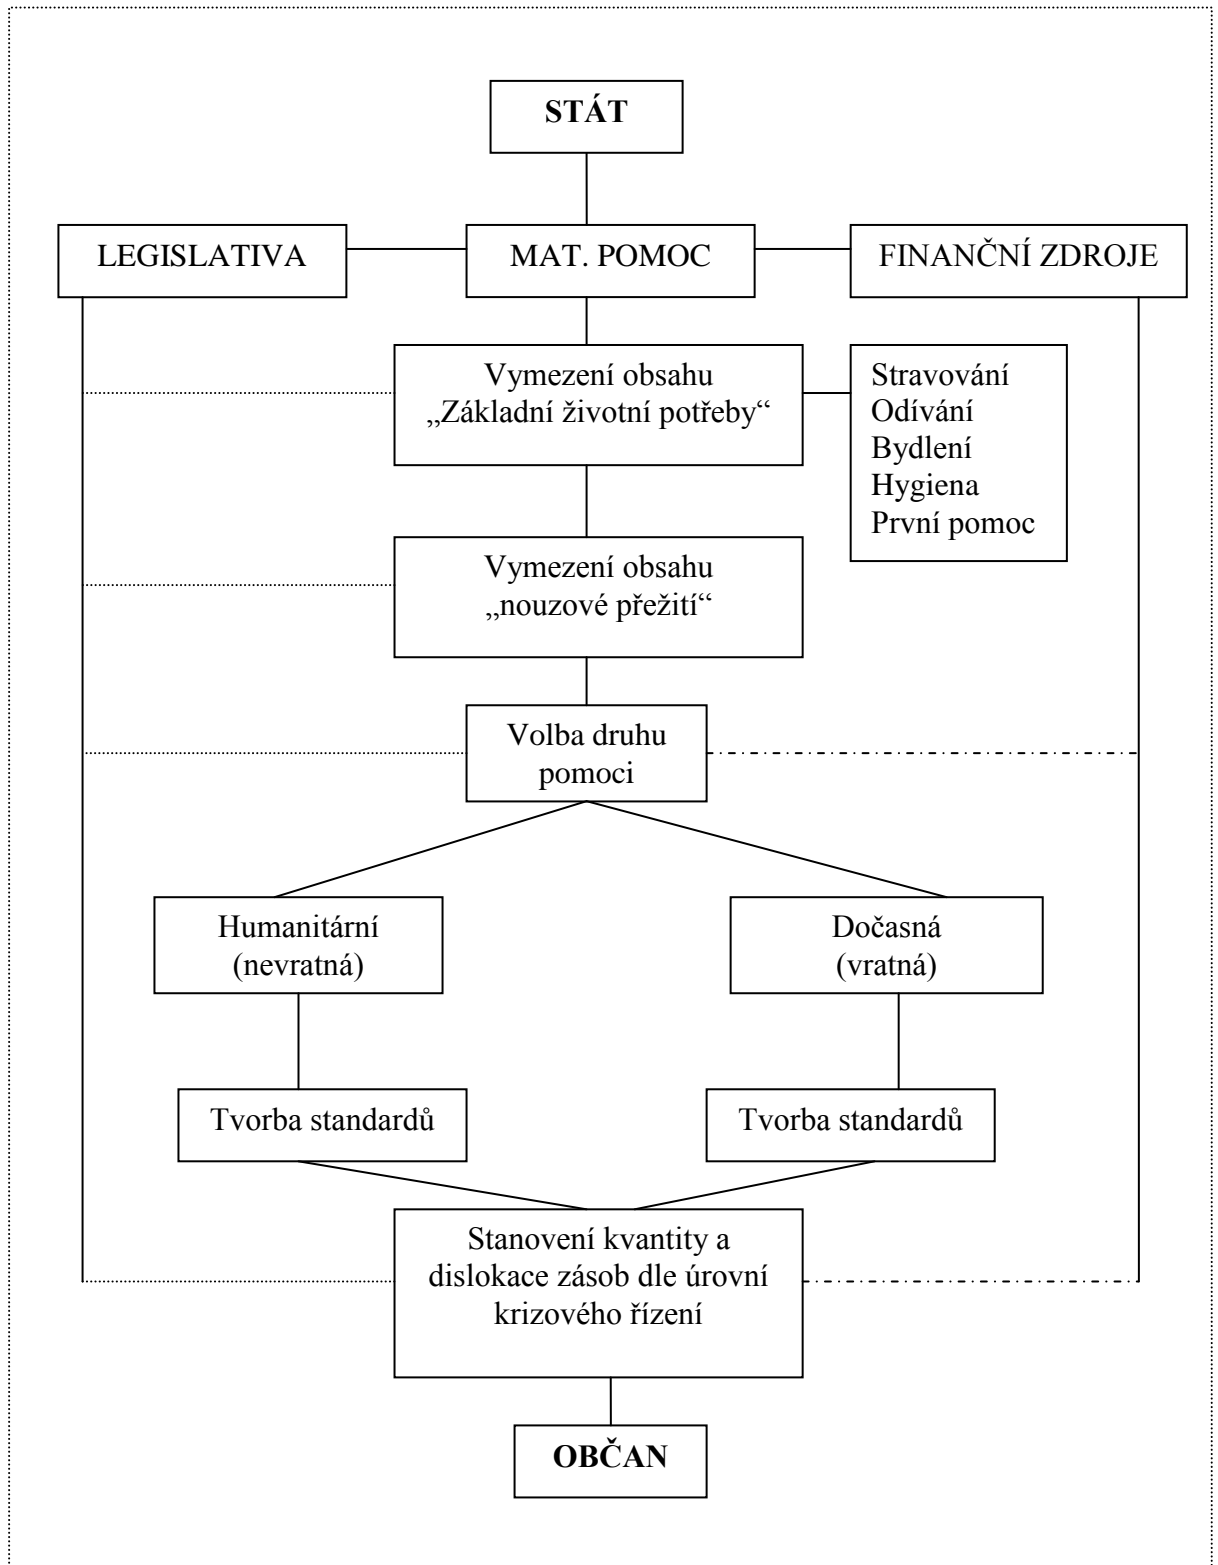 STÁT
LEGISLATIVA
MAT. POMOC
FINANČNÍ ZDROJE
Vymezení obsahu
„Základní životní potřeby“
Stravování
Odívání
Bydlení
Hygiena
První pomoc
Vymezení obsahu
„nouzové přežití“
Volba druhu
pomoci
Humanitární
(nevratná)
Dočasná
(vratná)
Tvorba standardů
Tvorba standardů
Stanovení kvantity a
dislokace zásob dle úrovní
krizového řízení
OBČAN